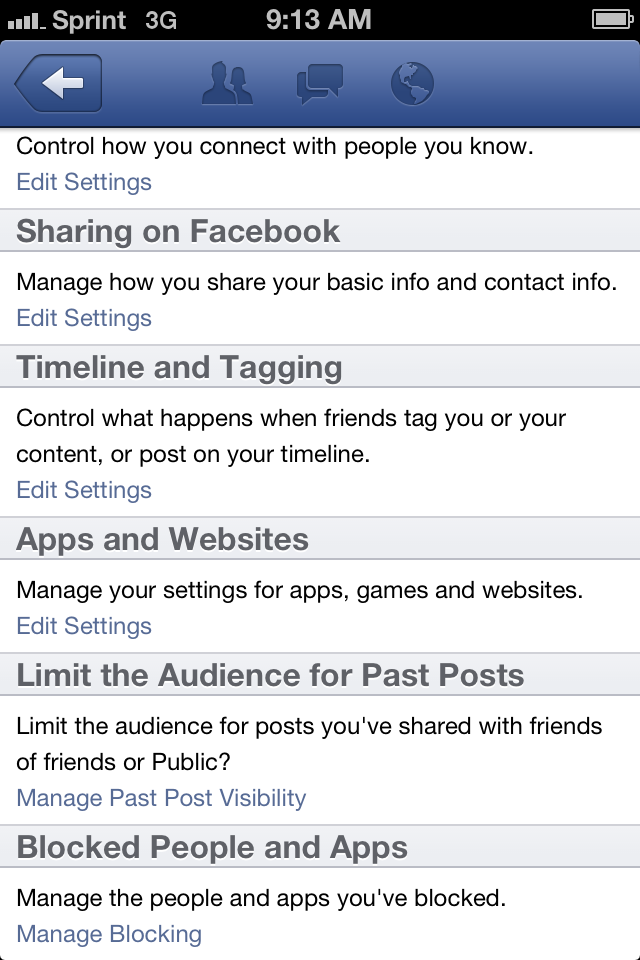 Sprint 3G 9:13 AM
Control how you connect with people you know.
Edit Settings
Sharing on Facebook
Manage how you share your basic info and contact info.
Edit Settings
Timeline and Tagging
Control what happens when friends tag you or your
content, or post on your timeline.
Edit Settings
Apps and Websites
Manage your settings for apps, games and websites.
Edit Settings
Limit the Audience for Past Posts
Limit the audience for posts you've shared with friends
of friends or Public?
Manage Past Post Visibility
Blocked People and Apps
Manage the people and apps you've blocked.
Manage Blocking